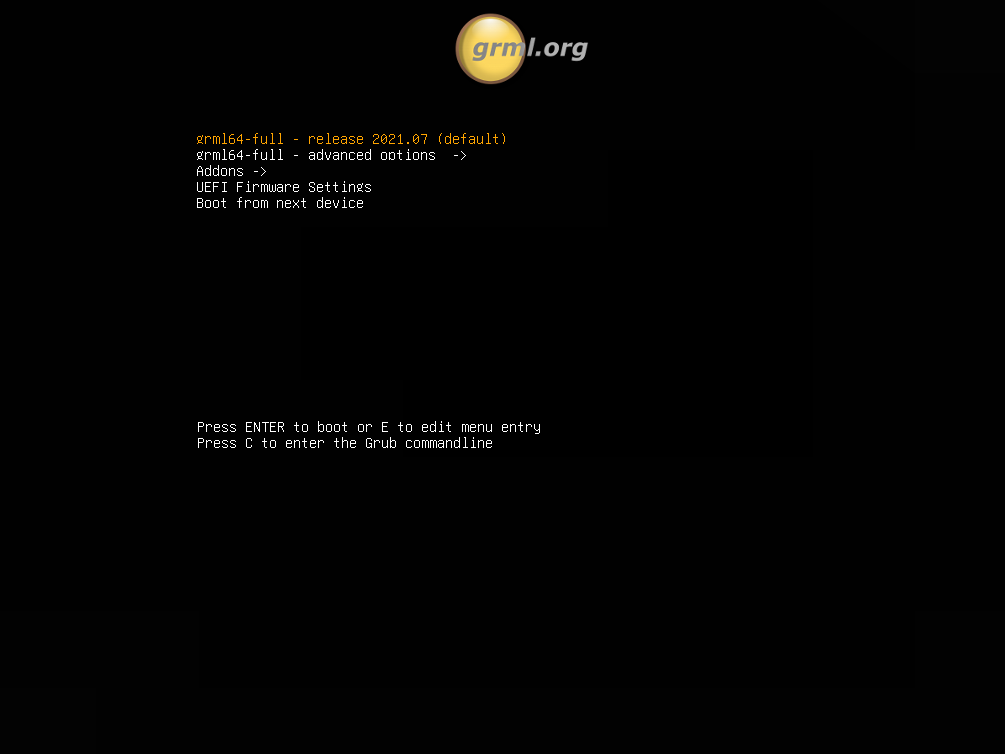 grml.org
grml64-full - release 2021.07 (default)
grml64-full - advanced options  ->
Addons ->
UEFI Firmware Settings
Boot from next device
Press ENTER to boot or E to edit menu entry
Press C to enter the Grub commandline